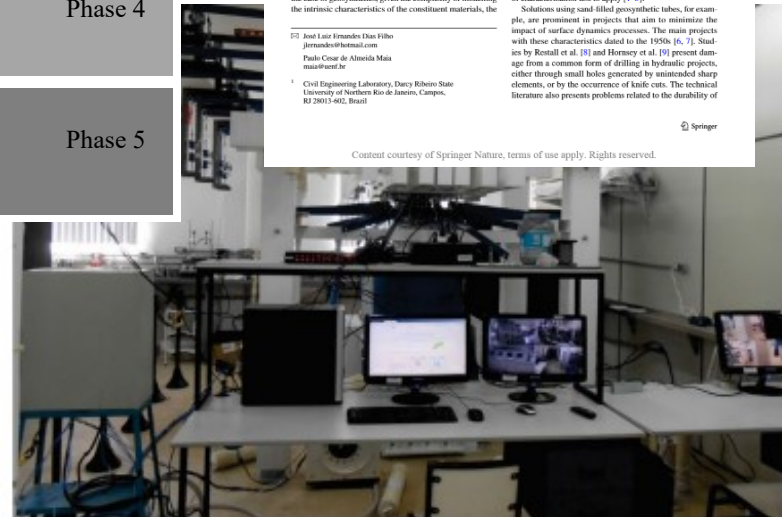 Phase 4
Phase 5
the intrinsic characteristics of the constituent materials, the
✉ José Luiz Ernandes Dias Filho
jlernandes@hotmail.com
Paulo Cesar de Almeida Maia
maia@uenf.br
1 Civil Engineering Laboratory, Darcy Ribeiro State
University of Northern Rio de Janeiro, Campos,
RJ 28013-602, Brazil
Solutions using sand-filled geosynthetic tubes, for exam-
ple, are prominent in projects that aim to minimize the
impact of surface dynamics processes. The main projects
with these characteristics dated to the 1950s [6, 7]. Stud-
ies by Restall et al. [8] and Hornsey et al. [9] present dam-
age from a common form of drilling in hydraulic projects,
either through small holes generated by unintended sharp
elements, or by the occurrence of knife cuts. The technical
literature also presents problems related to the durability of
Springer
Content courtesy of Springer Nature, terms of use apply. Rights reserved.